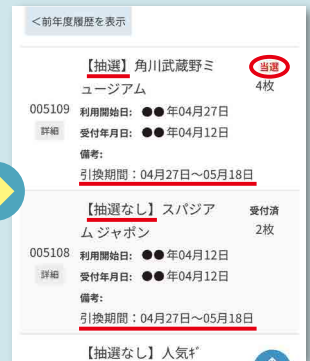 <前年度履歴を表示
【抽選】角川武蔵野ミ 当選
ュージアム 4枚
005109 利用開始日: ●●年04月27日
詳細 受付年月日: ●●年04月12日
備考:
引換期間：04月27日～05月18日
【抽選なし】スパジア 受付済
ムジャポン 2枚
005108 利用開始日: ●●年04月12日
詳細 受付年月日: ●●年04月12日
備考:
引換期間：04月27日～05月18日
【抽選なし】人気ｷﾞ